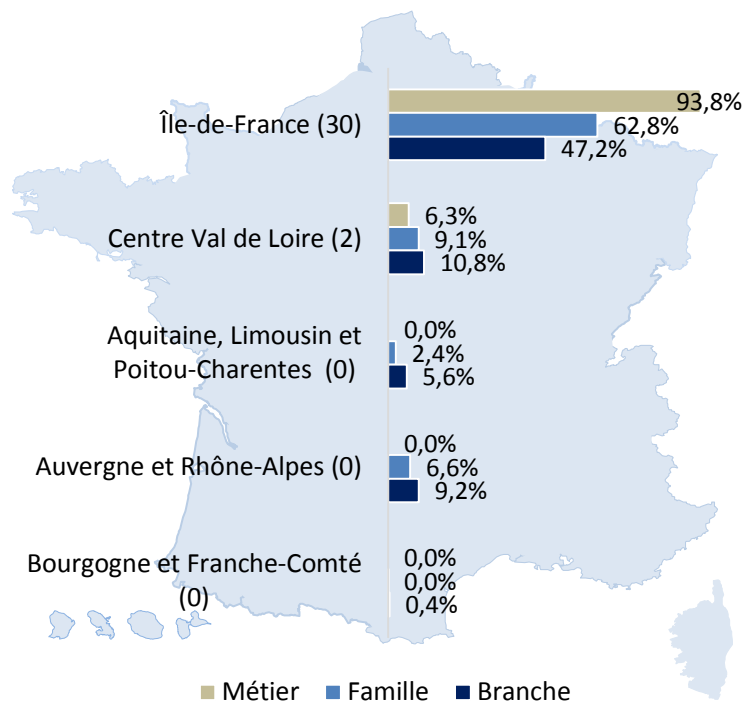 Île-de-France (30)
93,8%
62,8%
47,2%
Centre Val de Loire (2)
6,3%
9,1%
10,8%
Aquitaine, Limousin et
Poitou-Charentes (0)
0,0%
2,4%
5,6%
Auvergne et Rhône-Alpes (0)
0,0%
6,6%
9,2%
Bourgogne et Franche-Comté
(0)
0,0%
0,0%
0,4%
Métier Famille Branche